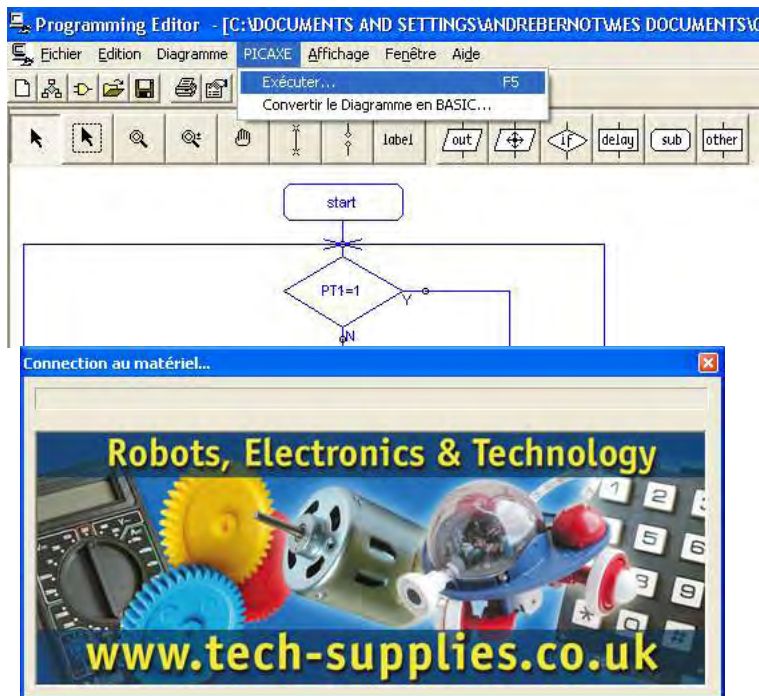 Programming Editor - [C:\DOCUMENTS AND SETTINGS\ANDREBERNOT\MES DOCUMENTS\
Fichier Edition Diagramme PICAXE Affichage Fenêtre Aide
Exécuter... F5
Convertir le Diagramme en BASIC...
label out if delay sub other
start
PT1=1
Y
N
Connection au matériel...
Robots, Electronics & Technology
1 2
5 6
8 9
* 0 #
www.tech-supplies.co.uk